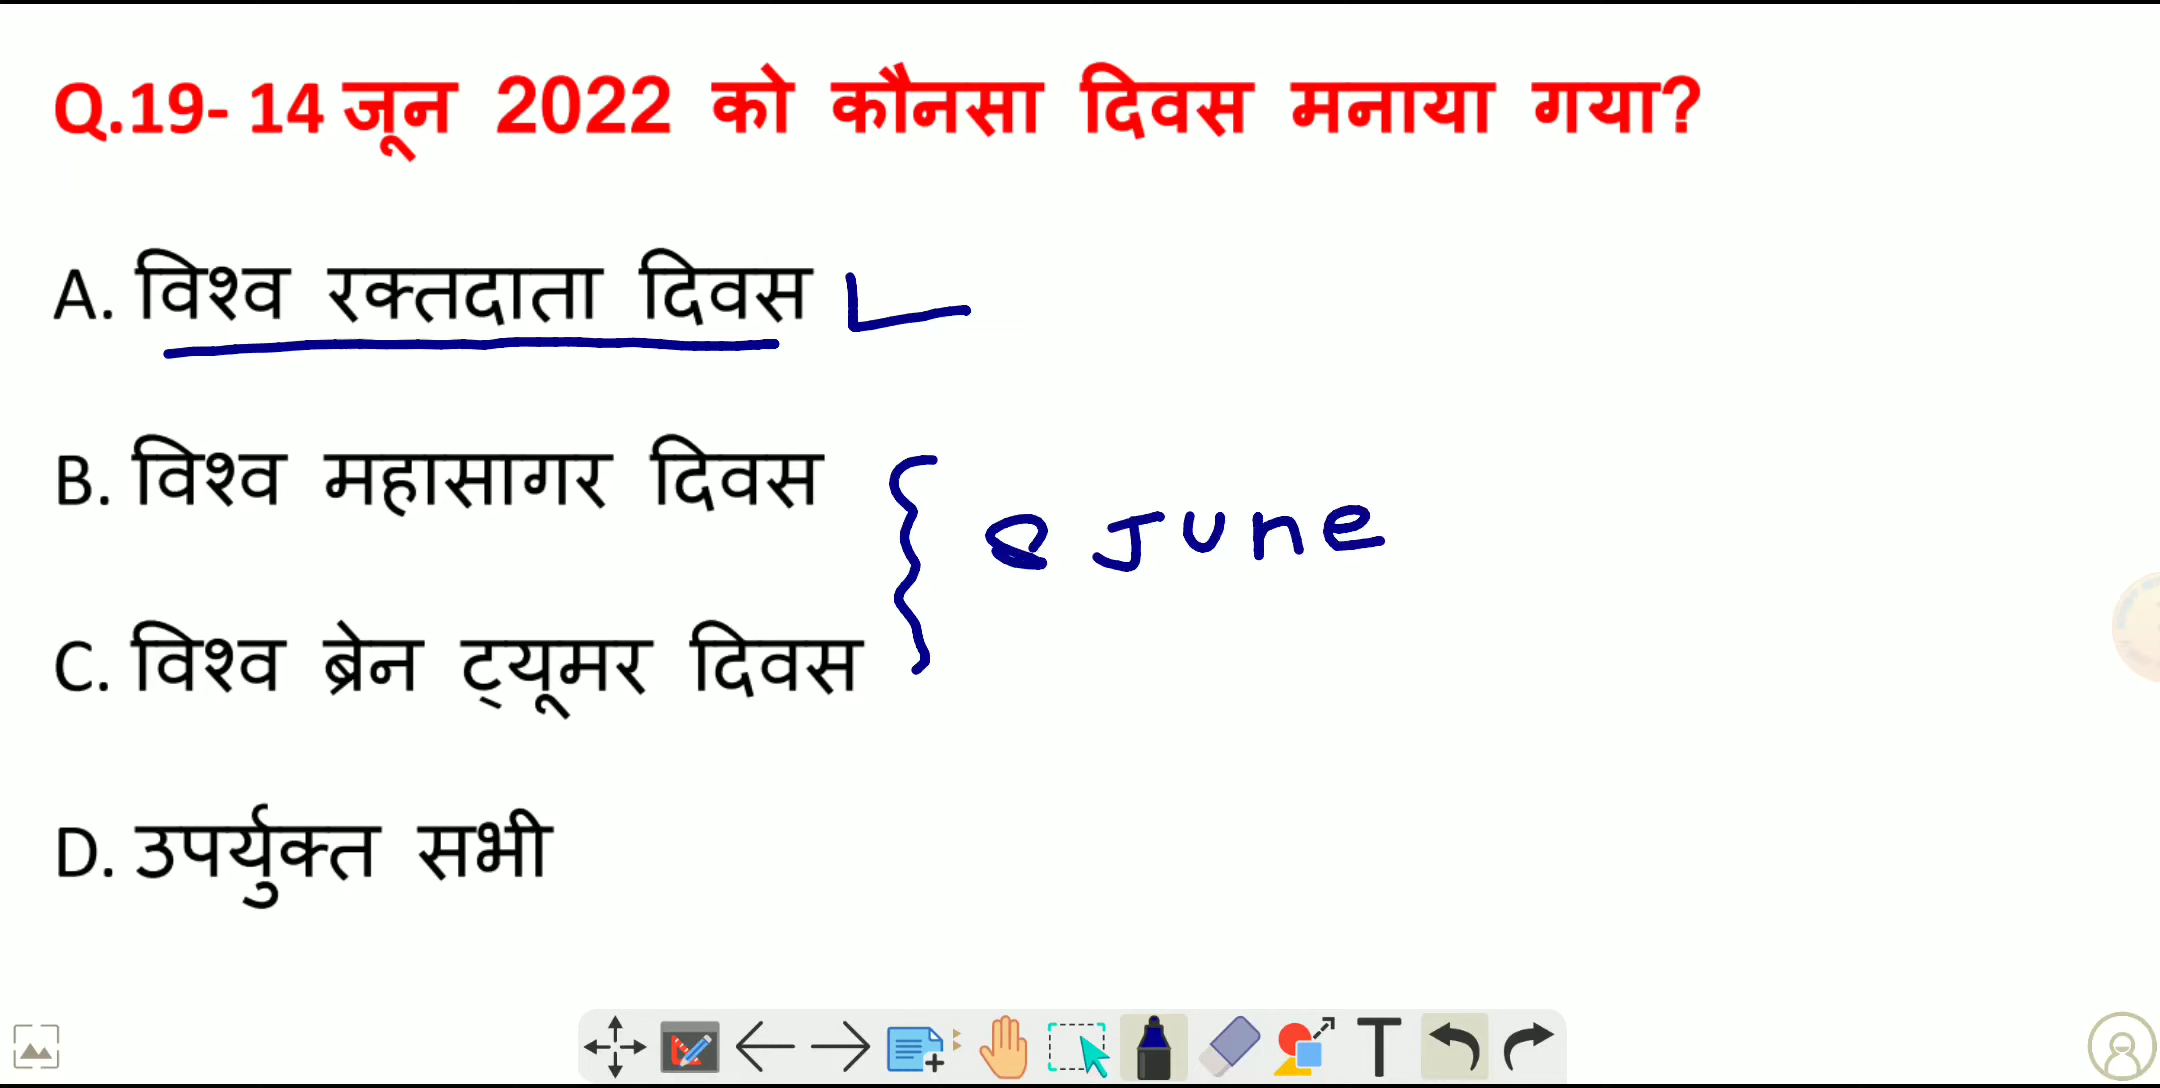 Q.19- 14 जून 2022 को कौनसा दिवस मनाया गया?
A. विश्व रक्तदाता दिवस
B. विश्व महासागर दिवस
8 June
C. विश्व ब्रेन ट्यूमर दिवस
D. उपर्युक्त सभी